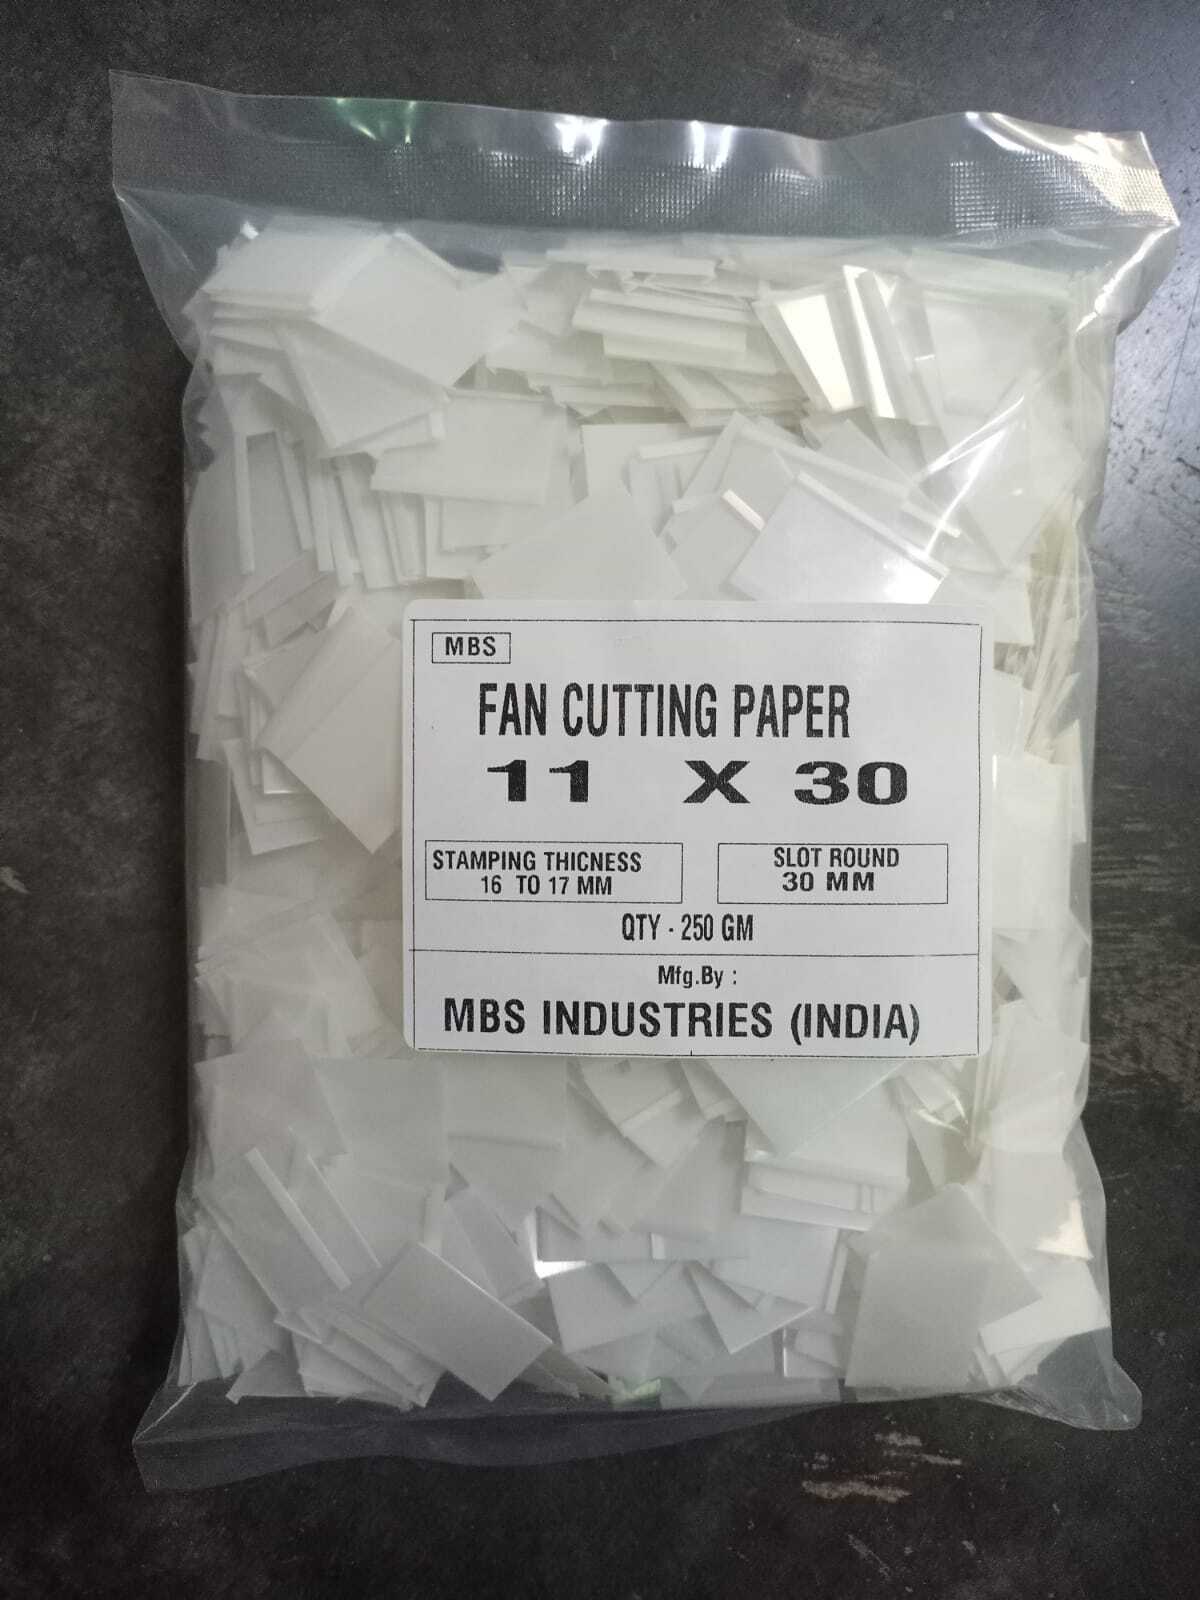 MBS
FAN CUTTING PAPER
11 X 30
STAMPING THICNESS
16 TO 17 MM
SLOT ROUND
30 MM
QTY - 250 GM
Mfg.By :
MBS INDUSTRIES (INDIA)